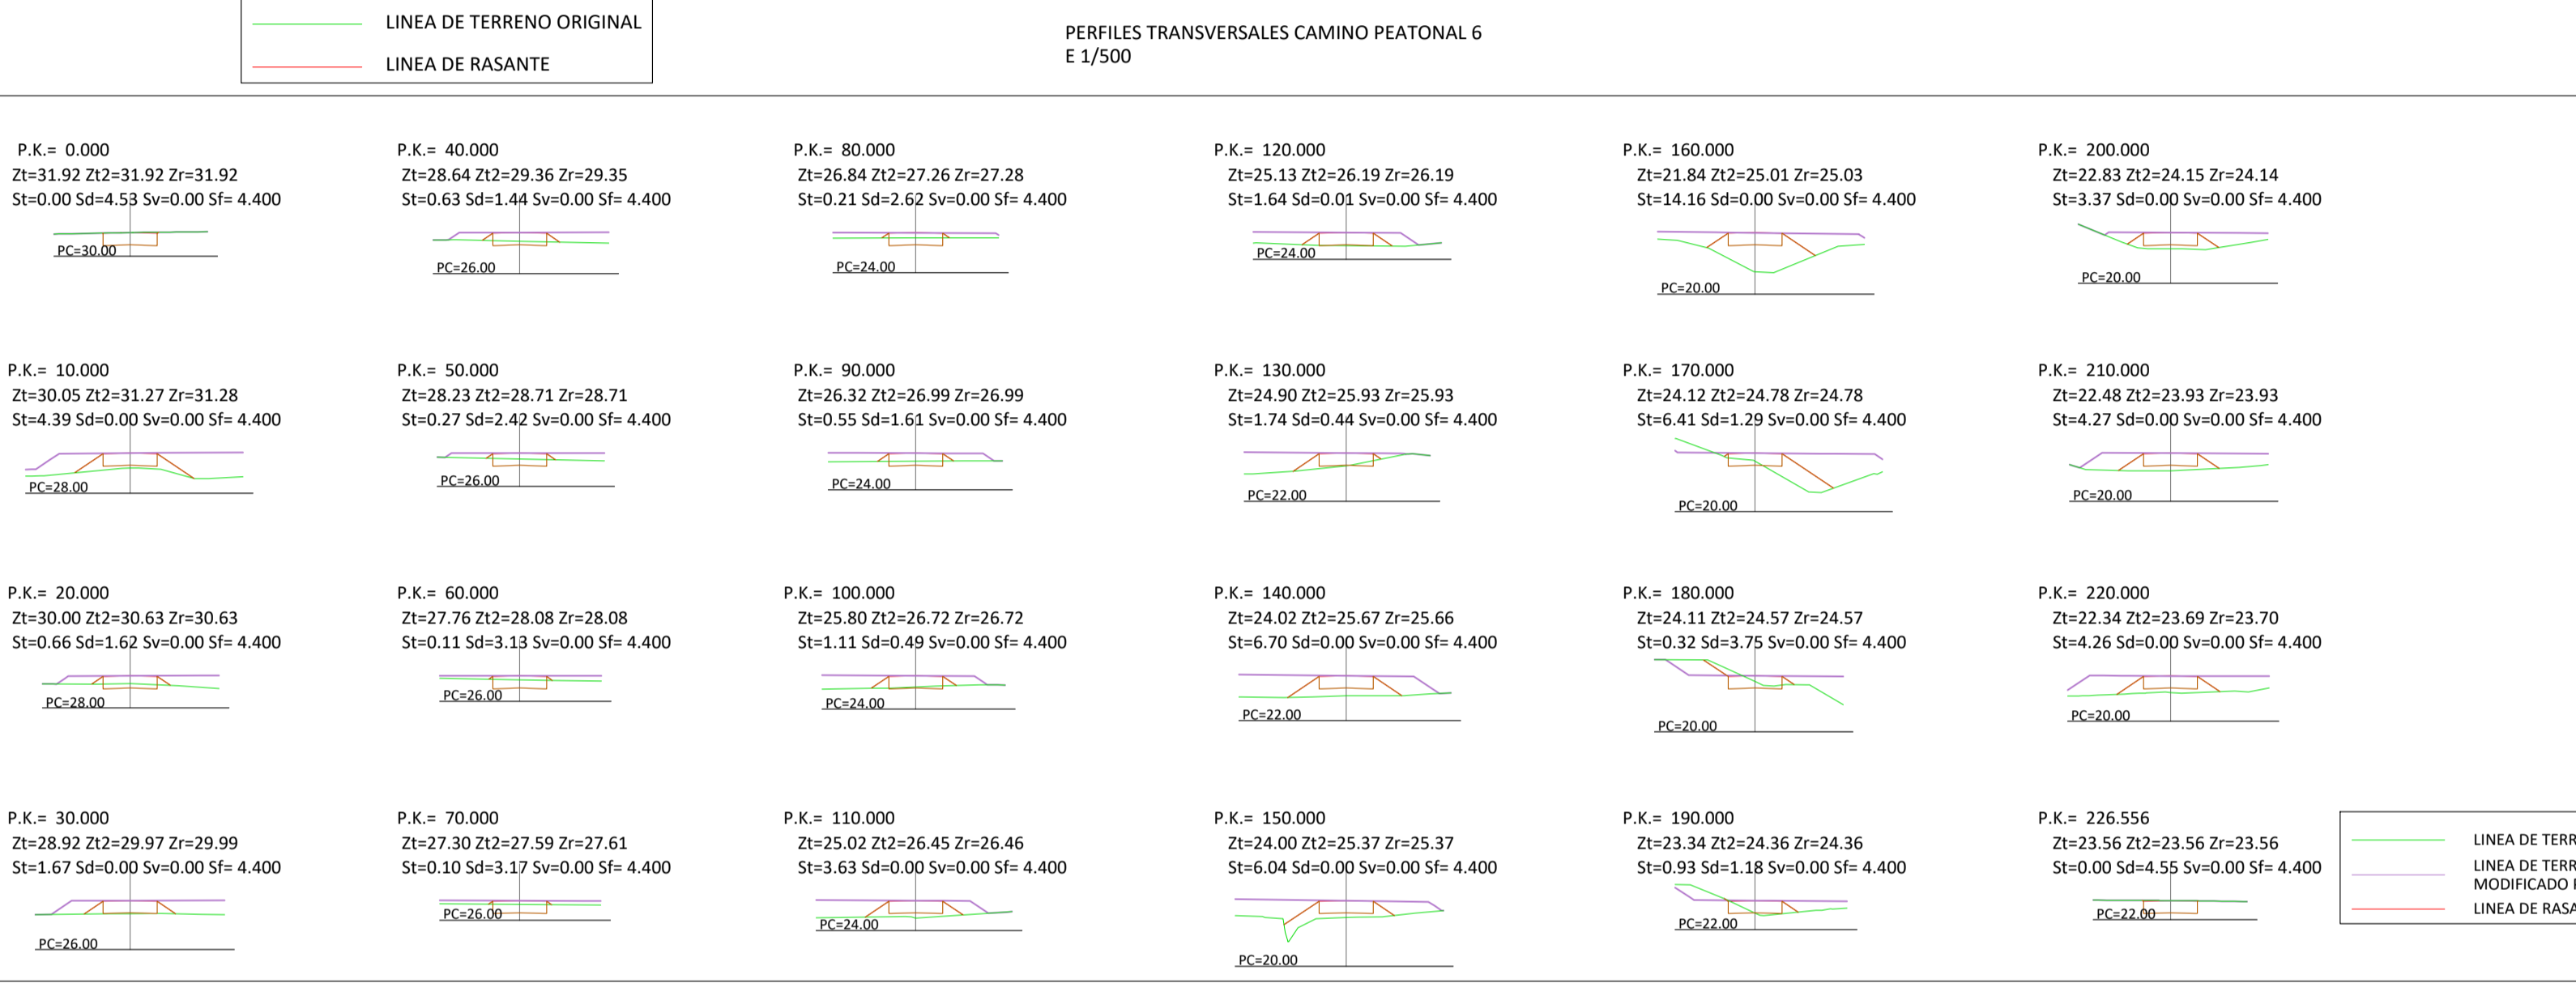 LINEA DE TERRENO ORIGINAL
LINEA DE RASANTE
PERFILES TRANSVERSALES CAMINO PEATONAL 6
E 1/500
P.K.= 0.000
Zt=31.92 Zt2=31.92 Zr=31.92
St=0.00 Sd=4.53 Sv=0.00 Sf= 4.400
PC=30.00
P.K.= 40.000
Zt=28.64 Zt2=29.36 Zr=29.35
St=0.63 Sd=1.44 Sv=0.00 Sf= 4.400
PC=26.00
P.K.= 80.000
Zt=26.84 Zt2=27.26 Zr=27.28
St=0.21 Sd=2.62 Sv=0.00 Sf= 4.400
PC=24.00
P.K.= 120.000
Zt=25.13 Zt2=26.19 Zr=26.19
St=1.64 Sd=0.01 Sv=0.00 Sf= 4.400
PC=24.00
P.K.= 160.000
Zt=21.84 Zt2=25.01 Zr=25.03
St=14.16 Sd=0.00 Sv=0.00 Sf= 4.400
PC=20.00
P.K.= 200.000
Zt=22.83 Zt2=24.15 Zr=24.14
St=3.37 Sd=0.00 Sv=0.00 Sf= 4.400
PC=20.00
P.K.= 10.000
Zt=30.05 Zt2=31.27 Zr=31.28
St=4.39 Sd=0.00 Sv=0.00 Sf= 4.400
PC=28.00
P.K.= 50.000
Zt=28.23 Zt2=28.71 Zr=28.71
St=0.27 Sd=2.42 Sv=0.00 Sf= 4.400
PC=26.00
P.K.= 90.000
Zt=26.32 Zt2=26.99 Zr=26.99
St=0.55 Sd=1.61 Sv=0.00 Sf= 4.400
PC=24.00
P.K.= 130.000
Zt=24.90 Zt2=25.93 Zr=25.93
St=1.74 Sd=0.44 Sv=0.00 Sf= 4.400
PC=22.00
P.K.= 170.000
Zt=24.12 Zt2=24.78 Zr=24.78
St=6.41 Sd=1.29 Sv=0.00 Sf= 4.400
PC=20.00
P.K.= 210.000
Zt=22.48 Zt2=23.93 Zr=23.93
St=4.27 Sd=0.00 Sv=0.00 Sf= 4.400
PC=20.00
P.K.= 20.000
Zt=30.00 Zt2=30.63 Zr=30.63
St=0.66 Sd=1.62 Sv=0.00 Sf= 4.400
PC=28.00
P.K.= 60.000
Zt=27.76 Zt2=28.08 Zr=28.08
St=0.11 Sd=3.13 Sv=0.00 Sf= 4.400
PC=26.00
P.K.= 100.000
Zt=25.80 Zt2=26.72 Zr=26.72
St=1.11 Sd=0.49 Sv=0.00 Sf= 4.400
PC=24.00
P.K.= 140.000
Zt=24.02 Zt2=25.67 Zr=25.66
St=6.70 Sd=0.00 Sv=0.00 Sf= 4.400
PC=22.00
P.K.= 180.000
Zt=24.11 Zt2=24.57 Zr=24.57
St=0.32 Sd=3.75 Sv=0.00 Sf= 4.400
PC=20.00
P.K.= 220.000
Zt=22.34 Zt2=23.69 Zr=23.70
St=4.26 Sd=0.00 Sv=0.00 Sf= 4.400
PC=20.00
P.K.= 30.000
Zt=28.92 Zt2=29.97 Zr=29.99
St=1.67 Sd=0.00 Sv=0.00 Sf= 4.400
PC=26.00
P.K.= 70.000
Zt=27.30 Zt2=27.59 Zr=27.61
St=0.10 Sd=3.17 Sv=0.00 Sf= 4.400
PC=26.00
P.K.= 110.000
Zt=25.02 Zt2=26.45 Zr=26.46
St=3.63 Sd=0.00 Sv=0.00 Sf= 4.400
PC=24.00
P.K.= 150.000
Zt=24.00 Zt2=25.37 Zr=25.37
St=6.04 Sd=0.00 Sv=0.00 Sf= 4.400
PC=20.00
P.K.= 190.000
Zt=23.34 Zt2=24.36 Zr=24.36
St=0.93 Sd=1.18 Sv=0.00 Sf= 4.400
PC=22.00
P.K.= 226.556
Zt=23.56 Zt2=23.56 Zr=23.56
St=0.00 Sd=4.55 Sv=0.00 Sf= 4.400
PC=22.00
LINEA DE TERR
LINEA DE TERR
MODIFICADO
LINEA DE RASA